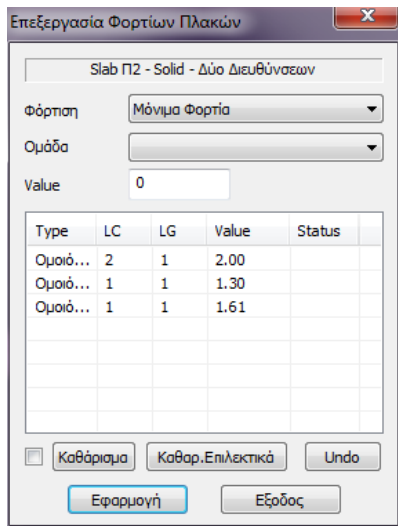 Επεξεργασία Φορτίων Πλακών
Slab Π2 - Solid - Δύο Διευθύνσεων
Φόρτιση Μόνιμα Φορτία
Ομάδα
Value 0
Type LC LG Value Status
Ομοιό... 2 1 2.00
Ομοιό... 1 1 1.30
Ομοιό... 1 1 1.61
Καθάρισμα Καθαρ.Επιλεκτικά Undo
Εφαρμογή Εξοδος